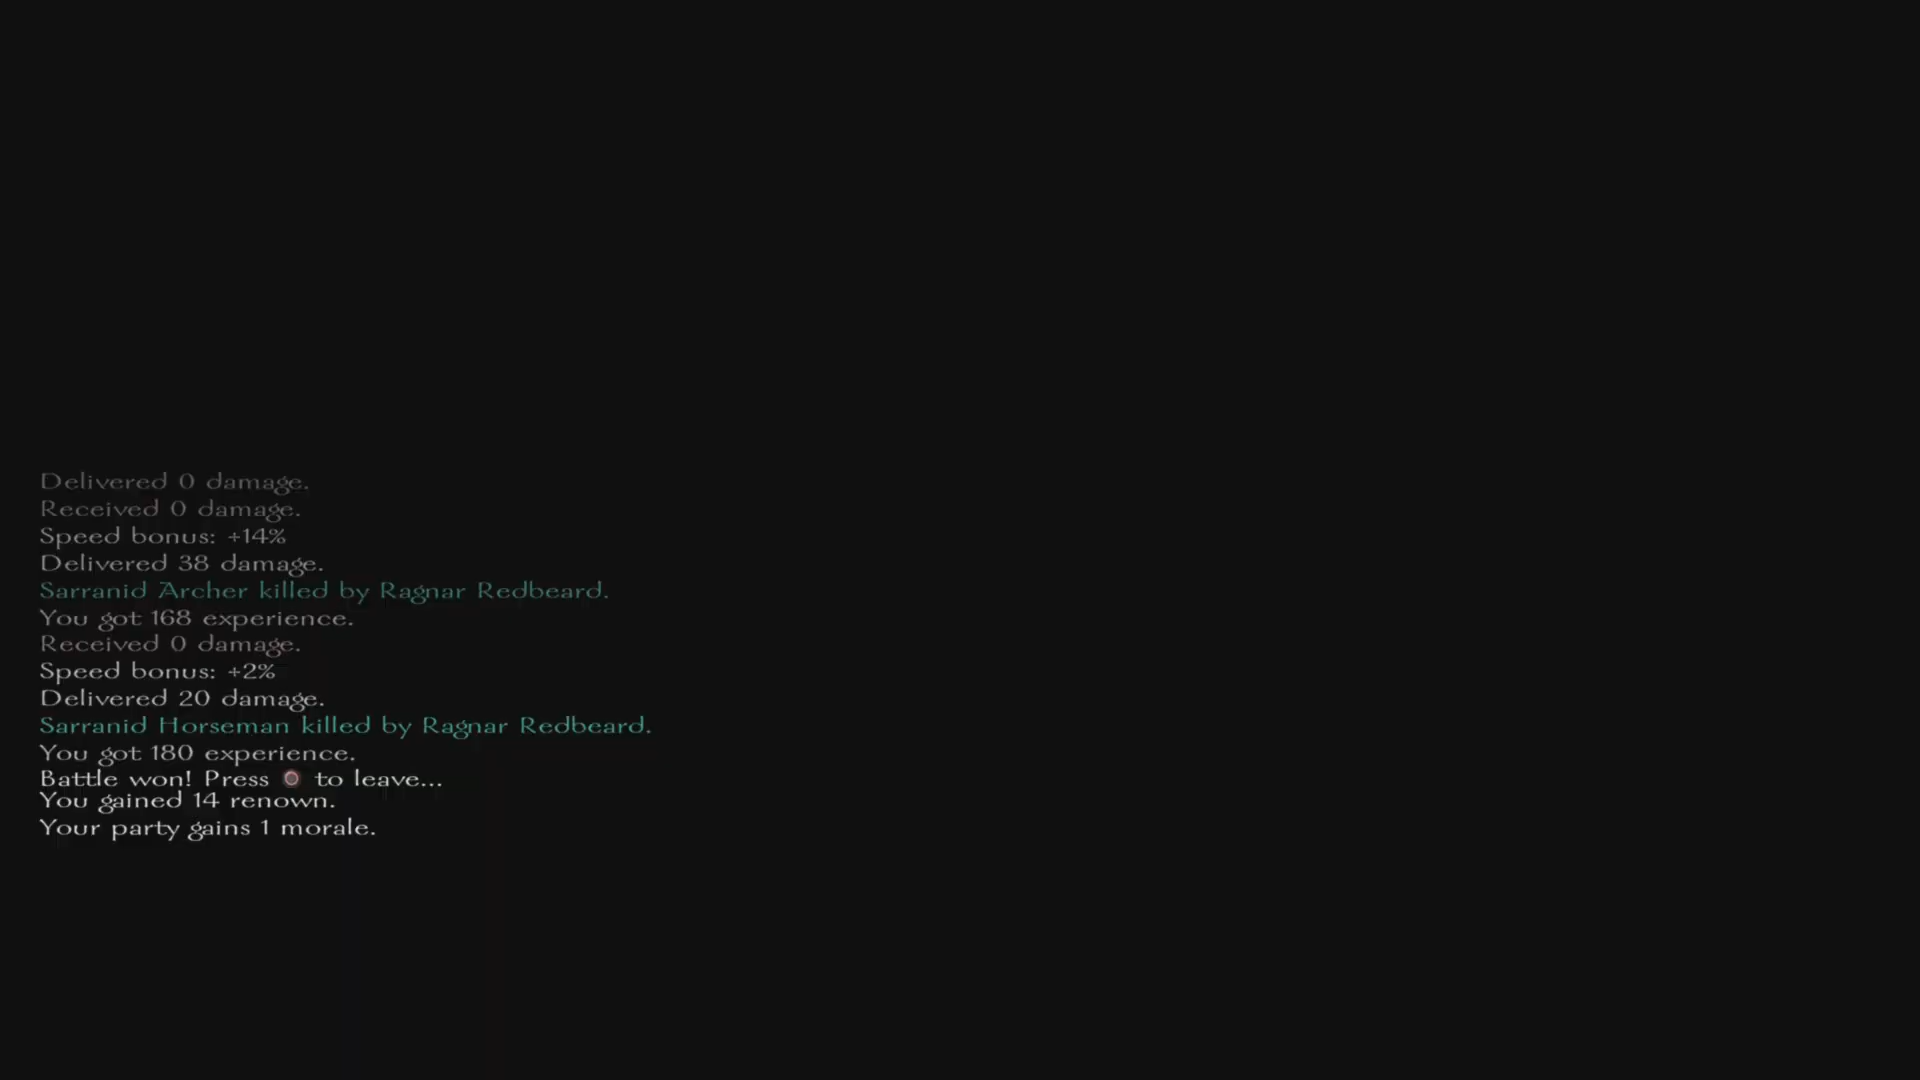 Delivered 0 damage.
Received 0 damage.
Speed bonus: +14%
Delivered 38 damage.
Sarranid Archer killed by Ragnar Redbeard.
You got 168 experience.
Received 0 damage.
Speed bonus: +2%
Delivered 20 damage.
Sarranid Horseman killed by Ragnar Redbeard.
You got 180 experience.
Battle won! Press to leave...
You gained 14 renown.
Your party gains 1 morale.